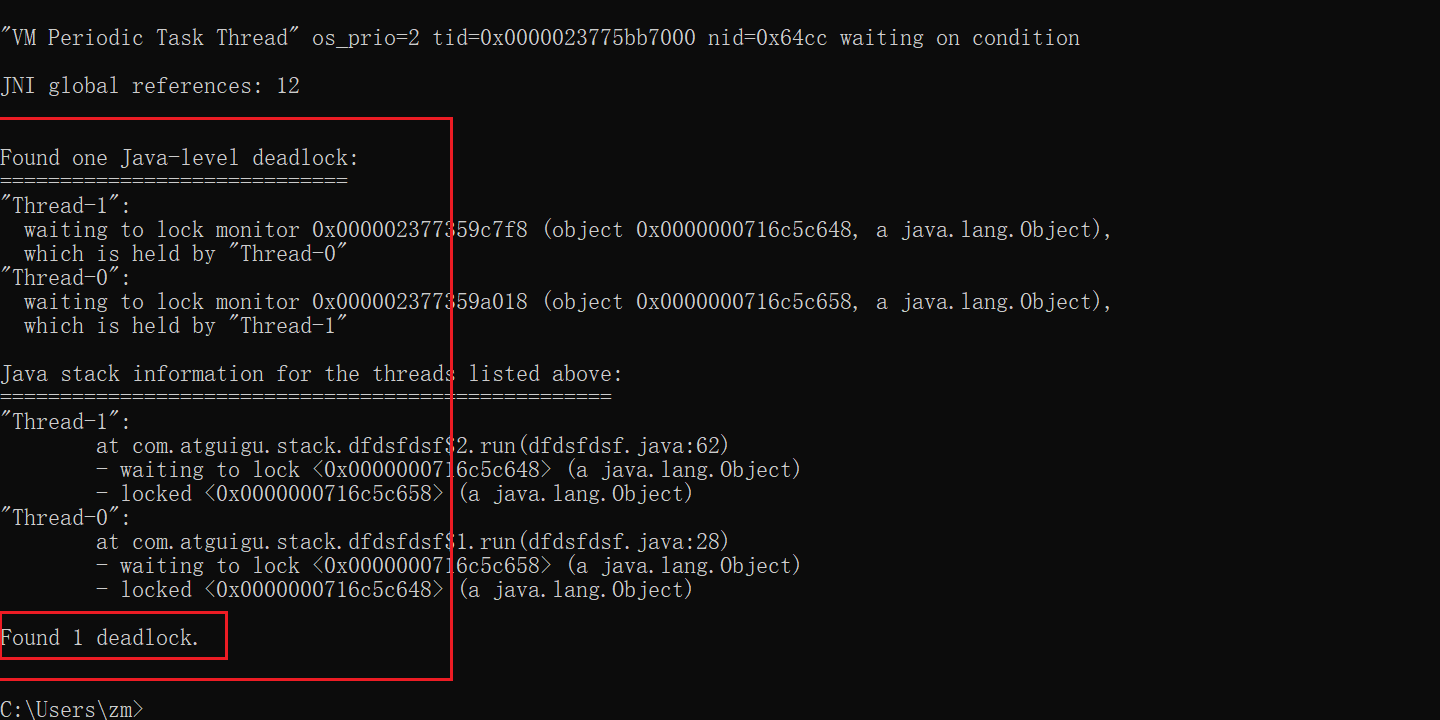 "VM Periodic Task Thread" os_prio=2 tid=0x0000023775bb7000 nid=0x64cc waiting on condition
JNI global references: 12
Found one Java-level deadlock:
=============================
"Thread-1":
  waiting to lock monitor 0x000002377359c7f8 (object 0x0000000716c5c648, a java.lang.Object),
  which is held by "Thread-0"
"Thread-0":
  waiting to lock monitor 0x000002377359a018 (object 0x0000000716c5c658, a java.lang.Object),
  which is held by "Thread-1"
Java stack information for the threads listed above:
===================================================
"Thread-1":
        at com.atguigu.stack.dfdsfdsf$2.run(dfdsfdsf.java:62)
        - waiting to lock <0x0000000716c5c648> (a java.lang.Object)
        - locked <0x0000000716c5c658> (a java.lang.Object)
"Thread-0":
        at com.atguigu.stack.dfdsfdsf$1.run(dfdsfdsf.java:28)
        - waiting to lock <0x0000000716c5c658> (a java.lang.Object)
        - locked <0x0000000716c5c648> (a java.lang.Object)
Found 1 deadlock.
C:\Users\zm>